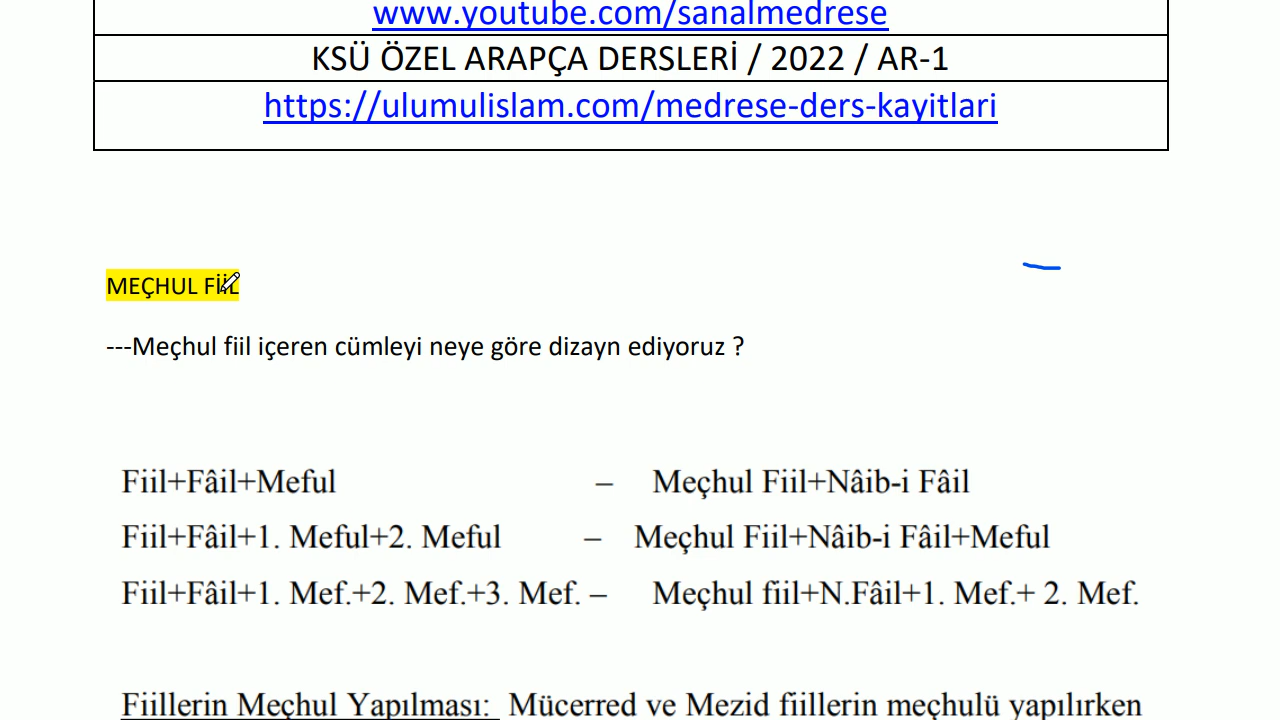 www.youtube.com/sanalmedrese
KSÜ ÖZEL ARAPÇA DERSLERİ / 2022 / AR-1
https://ulumulislam.com/medrese-ders-kayitlari
MEÇHUL FİİL
---Meçhul fiil içeren cümleyi neye göre dizayn ediyoruz ?
Fiil+Fâil+Meful – Meçhul Fiil+Nâib-i Fâil
Fiil+Fâil+1. Meful+2. Meful – Meçhul Fiil+Nâib-i Fâil+Meful
Fiil+Fâil+1. Mef.+2. Mef.+3. Mef. – Meçhul fiil+N.Fâil+1. Mef.+ 2. Mef.
Fiillerin Meçhul Yapılması: Mücerred ve Mezid fiillerin meçhulü yapılırken